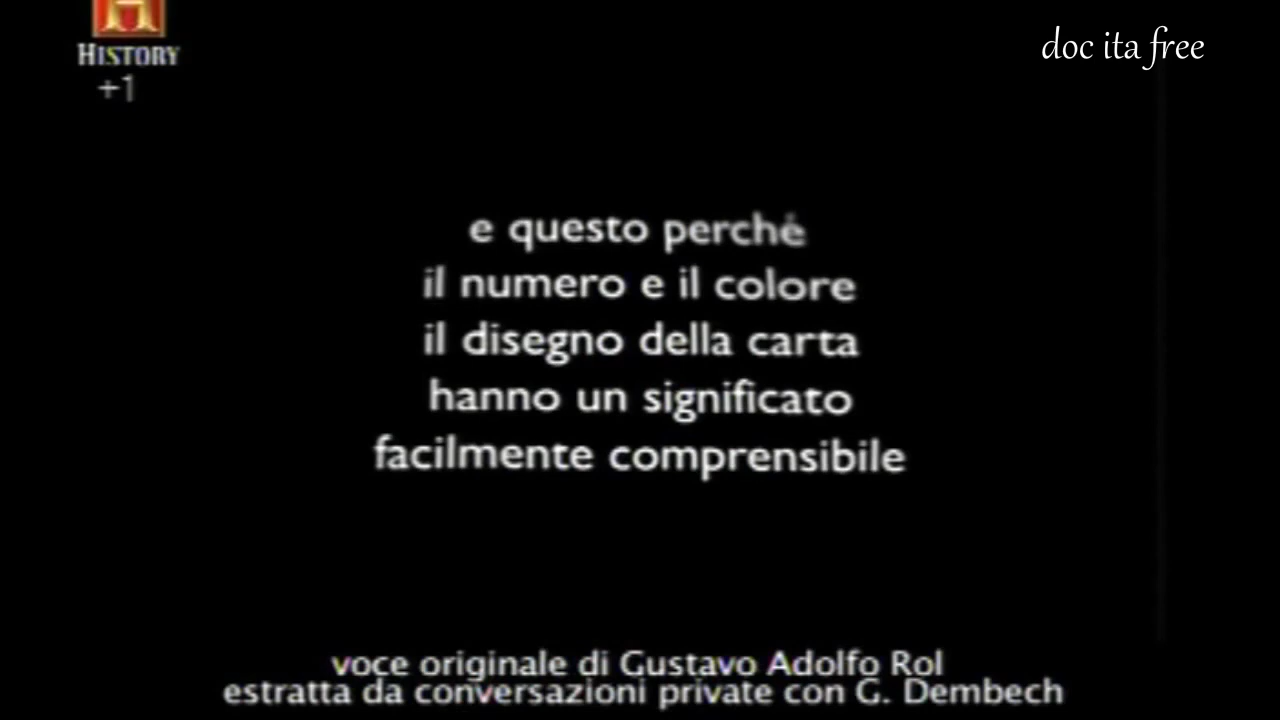 HISTORY
+1
doc ita free
e questo perché
il numero e il colore
il disegno della carta
hanno un significato
facilmente comprensibile
voce originale di Gustavo Adolfo Rol
estratta da conversazioni private con G. Dembech